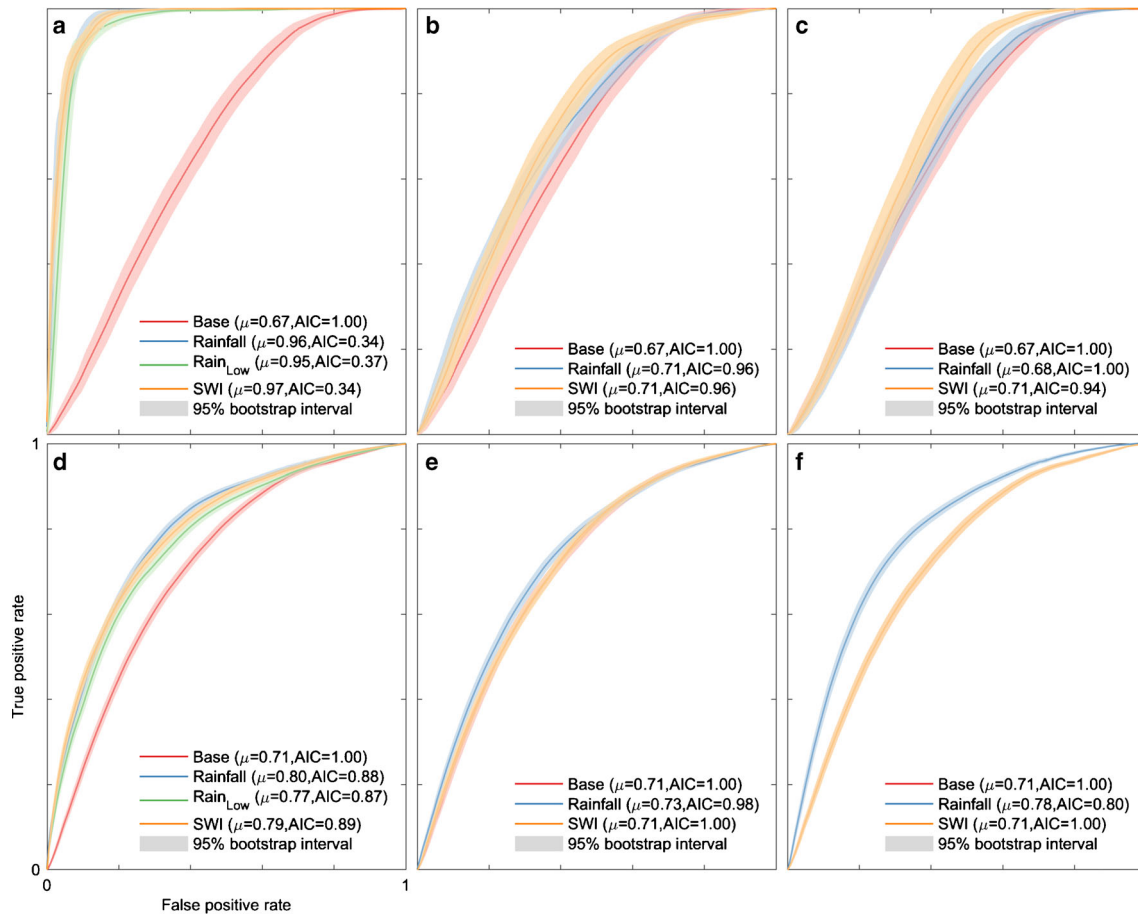 a
Base (μ=0.67,AIC=1.00)
Rainfall (μ=0.96,AIC=0.34)
Rain_Low (μ=0.95,AIC=0.37)
SWI (μ=0.97,AIC=0.34)
95% bootstrap interval
b
Base (μ=0.67,AIC=1.00)
Rainfall (μ=0.71,AIC=0.96)
SWI (μ=0.71,AIC=0.96)
95% bootstrap interval
c
Base (μ=0.67,AIC=1.00)
Rainfall (μ=0.68,AIC=1.00)
SWI (μ=0.71,AIC=0.94)
95% bootstrap interval
1
True positive rate
d
Base (μ=0.71,AIC=1.00)
Rainfall (μ=0.80,AIC=0.88)
Rain_Low (μ=0.77,AIC=0.87)
SWI (μ=0.79,AIC=0.89)
95% bootstrap interval
0
0
1
False positive rate
e
Base (μ=0.71,AIC=1.00)
Rainfall (μ=0.73,AIC=0.98)
SWI (μ=0.71,AIC=1.00)
95% bootstrap interval
f
Base (μ=0.71,AIC=1.00)
Rainfall (μ=0.78,AIC=0.80)
SWI (μ=0.71,AIC=1.00)
95% bootstrap interval